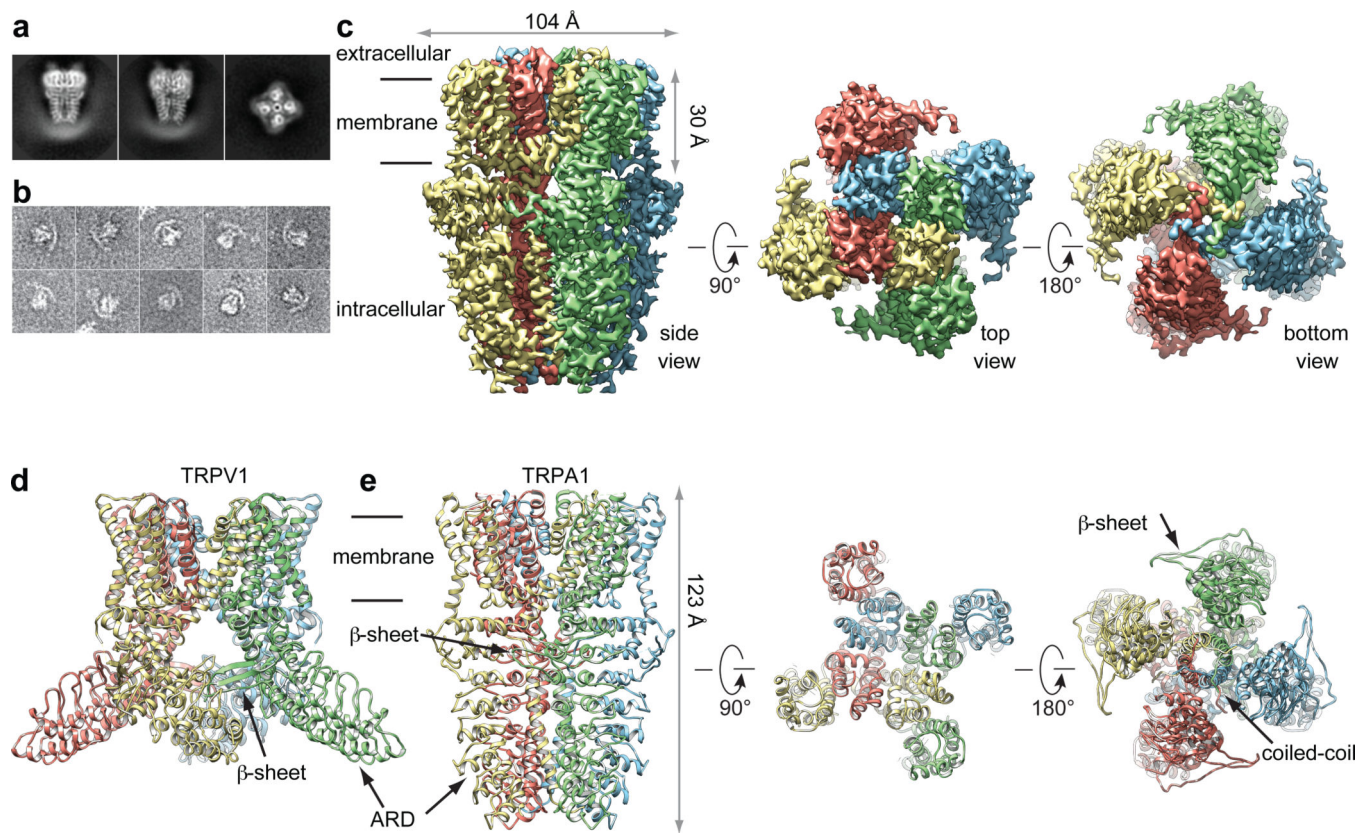 a
b
c
104 Å
extracellular
membrane
30 Å
intracellular
side
view
90°
top
view
180°
bottom
view
d
TRPV1
β-sheet
ARD
e
TRPA1
membrane
β-sheet
123 Å
90°
180°
β-sheet
coiled-coil